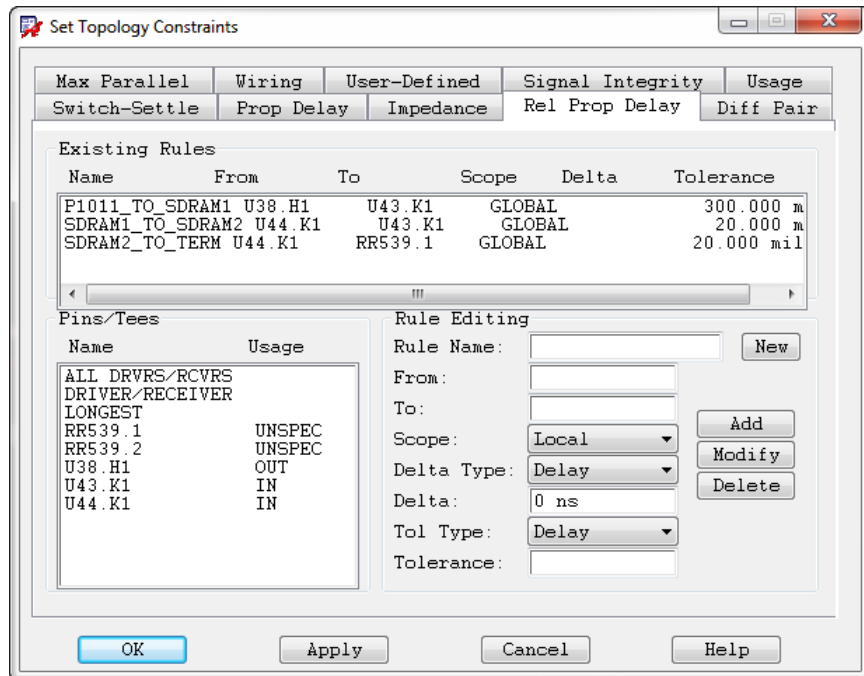 Set Topology Constraints
Max Parallel Wiring User-Defined Signal Integrity Usage
Switch-Settle Prop Delay Impedance Rel Prop Delay Diff Pair
Existing Rules
Name From To Scope Delta Tolerance
P1011_TO_SDRAM1 U38.H1 U43.K1 GLOBAL 300.000 m
SDRAM1_TO_SDRAM2 U44.K1 U43.K1 GLOBAL 20.000 m
SDRAM2_TO_TERM U44.K1 RR539.1 GLOBAL 20.000 mil
Pins/Tees
Name Usage
ALL DRVRS/RCVRS
DRIVER/RECEIVER
LONGEST
RR539.1 UNSPEC
RR539.2 UNSPEC
U38.H1 OUT
U43.K1 IN
U44.K1 IN
Rule Editing
Rule Name: New
From:
To:
Add
Scope: Local
Modify
Delta Type: Delay
Delete
Delta: 0 ns
Tol Type: Delay
Tolerance:
OK Apply Cancel Help